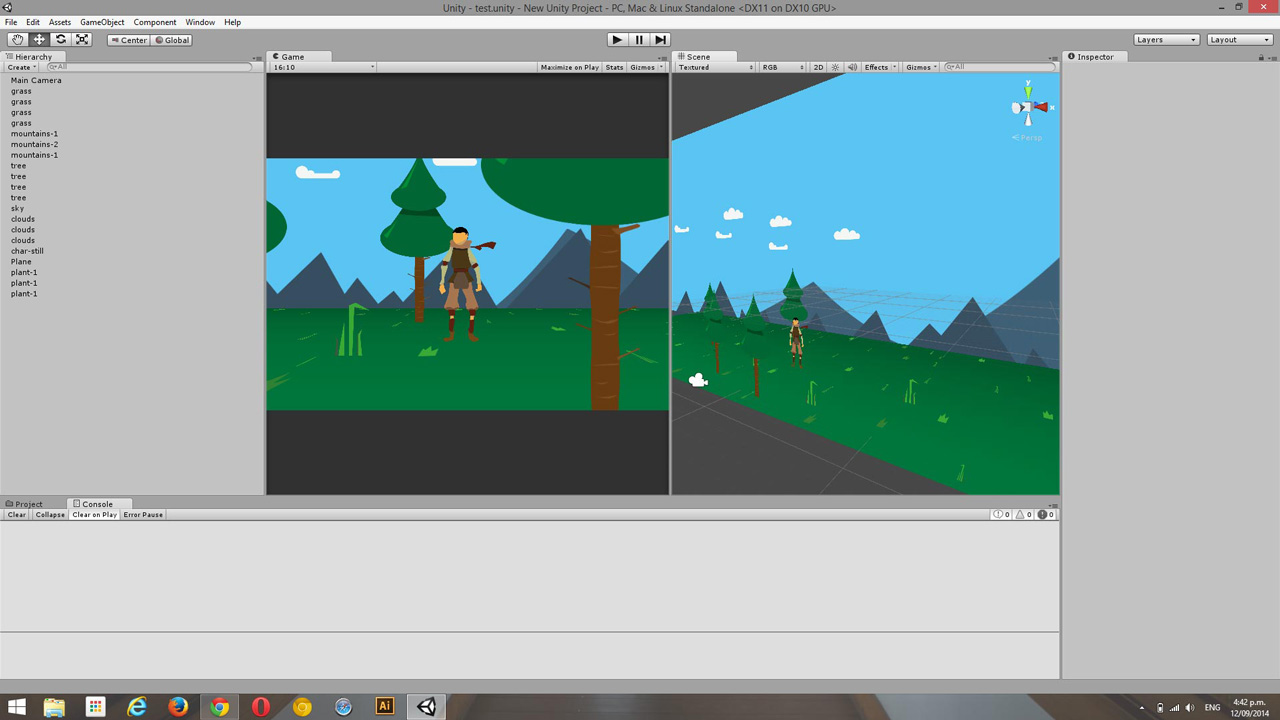 Unity - test.unity - New Unity Project - PC, Mac & Linux Standalone <DX11 on DX10 GPU>
File Edit Assets GameObject Component Window Help
Center Global Layers Layout
Hierarchy Game Scene Inspector
Create All 16:10 Maximize on Play Stats Gizmos Textured RGB 2D Effects Gizmos All
Main Camera
grass
grass
grass
grass
mountains-1
mountains-2
mountains-1
tree
tree
tree
tree
sky
clouds
clouds
clouds
char-still
Plane
plant-1
plant-1
plant-1
y
x
Persp
Project Console
Clear Collapse Clear on Play Error Pause 0 0 0
Ai ENG 4:42 p.m.
12/09/2014